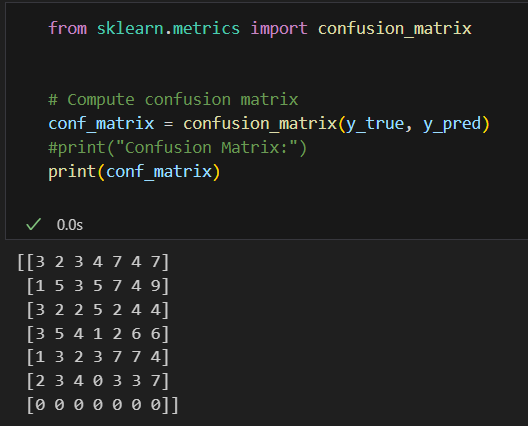 from sklearn.metrics import confusion_matrix
# Compute confusion matrix
conf_matrix = confusion_matrix(y_true, y_pred)
#print("Confusion Matrix:")
print(conf_matrix)
0.0s
[[3 2 3 4 7 4 7]
[1 5 3 5 7 4 9]
[3 2 2 5 2 4 4]
[3 5 4 1 2 6 6]
[1 3 2 3 7 7 4]
[2 3 4 0 3 3 7]
[0 0 0 0 0 0 0]]